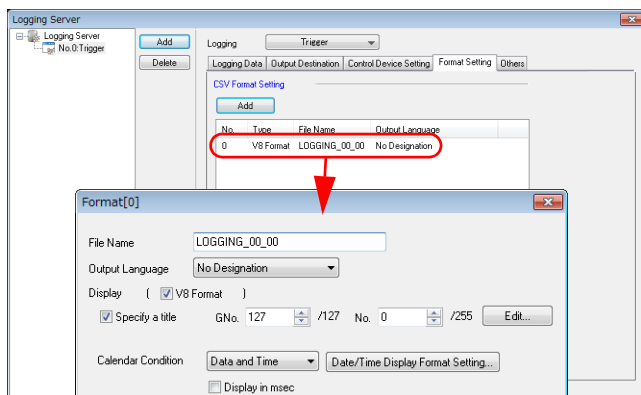 Logging Server
Logging Server
No.0:Trigger
Add
Delete
Logging Trigger
Logging Data Output Destination Control Device Setting Format Setting Others
CSV Format Setting
Add
No. Type File Name Output Language
0 V8 Format LOGGING_00_00 No Designation
Format[0]
File Name LOGGING_00_00
Output Language No Designation
Display ( V8 Format )
Specify a title GNo. 127 /127 No. 0 /255 Edit...
Calendar Condition Data and Time Date/Time Display Format Setting...
Display in msec